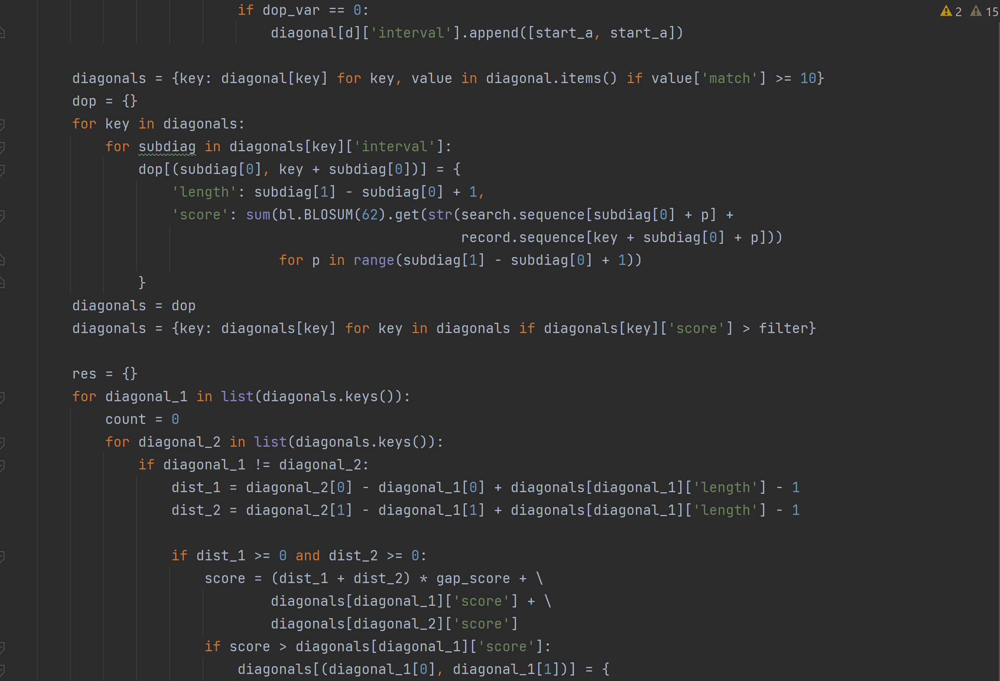 if dop_var == 0:
2 15
diagonal[d]['interval'].append([start_a, start_a])
diagonals = {key: diagonal[key] for key, value in diagonal.items() if value['match'] >= 10}
dop = {}
for key in diagonals:
for subdiag in diagonals[key]['interval']:
dop[(subdiag[0], key + subdiag[0])] = {
'length': subdiag[1] - subdiag[0] + 1,
'score': sum(bl.BLOSUM(62).get(str(search.sequence[subdiag[0] + p] +
record.sequence[key + subdiag[0] + p]))
for p in range(subdiag[1] - subdiag[0] + 1))
}
diagonals = dop
diagonals = {key: diagonals[key] for key in diagonals if diagonals[key]['score'] > filter}
res = {}
for diagonal_1 in list(diagonals.keys()):
count = 0
for diagonal_2 in list(diagonals.keys()):
if diagonal_1 != diagonal_2:
dist_1 = diagonal_2[0] - diagonal_1[0] + diagonals[diagonal_1]['length'] - 1
dist_2 = diagonal_2[1] - diagonal_1[1] + diagonals[diagonal_1]['length'] - 1
if dist_1 >= 0 and dist_2 >= 0:
score = (dist_1 + dist_2) * gap_score + \
diagonals[diagonal_1]['score'] + \
diagonals[diagonal_2]['score']
if score > diagonals[diagonal_1]['score']:
diagonals[(diagonal_1[0], diagonal_1[1])] = {